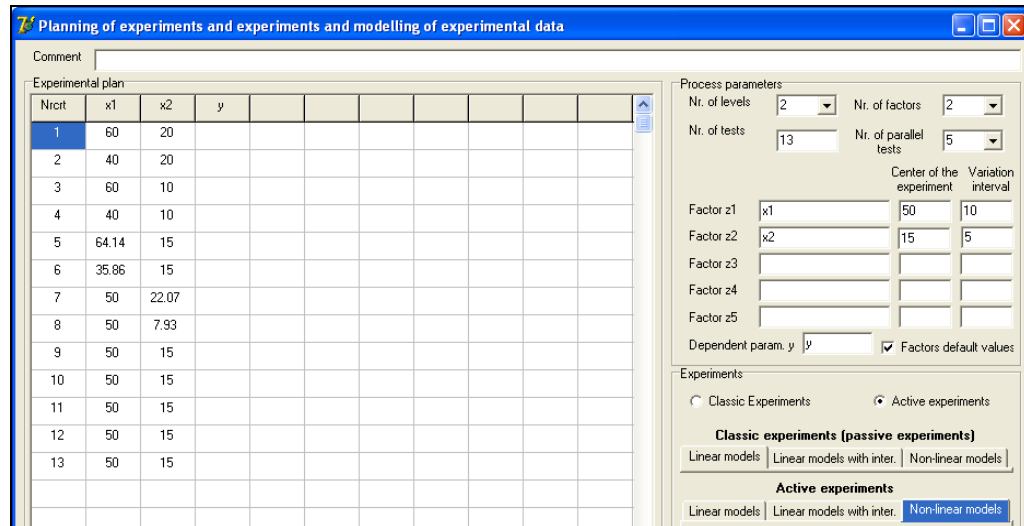 Planning of experiments and experiments and modelling of experimental data
Comment
Experimental plan
Nrcrt x1 x2 y
1 60 20
2 40 20
3 60 10
4 40 10
5 64.14 15
6 35.86 15
7 50 22.07
8 50 7.93
9 50 15
10 50 15
11 50 15
12 50 15
13 50 15
Process parameters
Nr. of levels 2 Nr. of factors 2
Nr. of tests 13 Nr. of parallel tests 5
Center of the experiment Variation interval
Factor z1 x1 50 10
Factor z2 x2 15 5
Factor z3
Factor z4
Factor z5
Dependent param. y y Factors default values
Experiments
Classic Experiments Active experiments
Classic experiments (passive experiments)
Linear models Linear models with inter. Non-linear models
Active experiments
Linear models Linear models with inter. Non-linear models